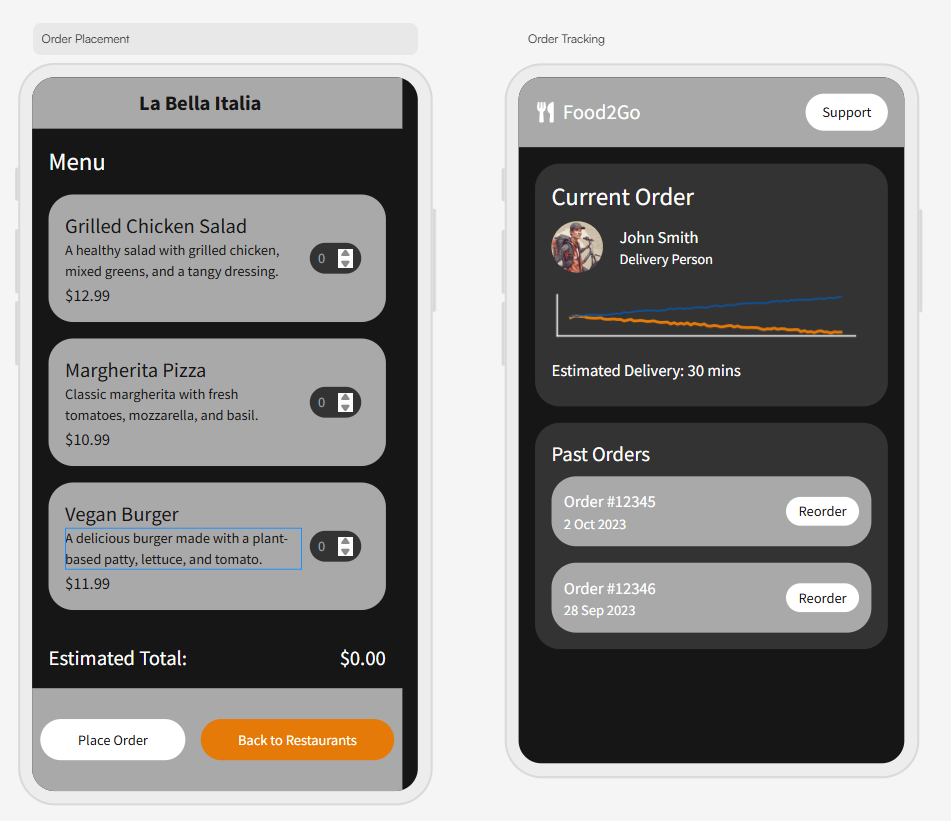 Order Placement
La Bella Italia
Menu
Grilled Chicken Salad
A healthy salad with grilled chicken,
mixed greens, and a tangy dressing.
$12.99
0
Margherita Pizza
Classic margherita with fresh
tomatoes, mozzarella, and basil.
$10.99
0
Vegan Burger
A delicious burger made with a plant-
based patty, lettuce, and tomato.
$11.99
0
Estimated Total: $0.00
Place Order
Back to Restaurants
Order Tracking
Food2Go
Support
Current Order
John Smith
Delivery Person
Estimated Delivery: 30 mins
Past Orders
Order #12345
2 Oct 2023
Reorder
Order #12346
28 Sep 2023
Reorder